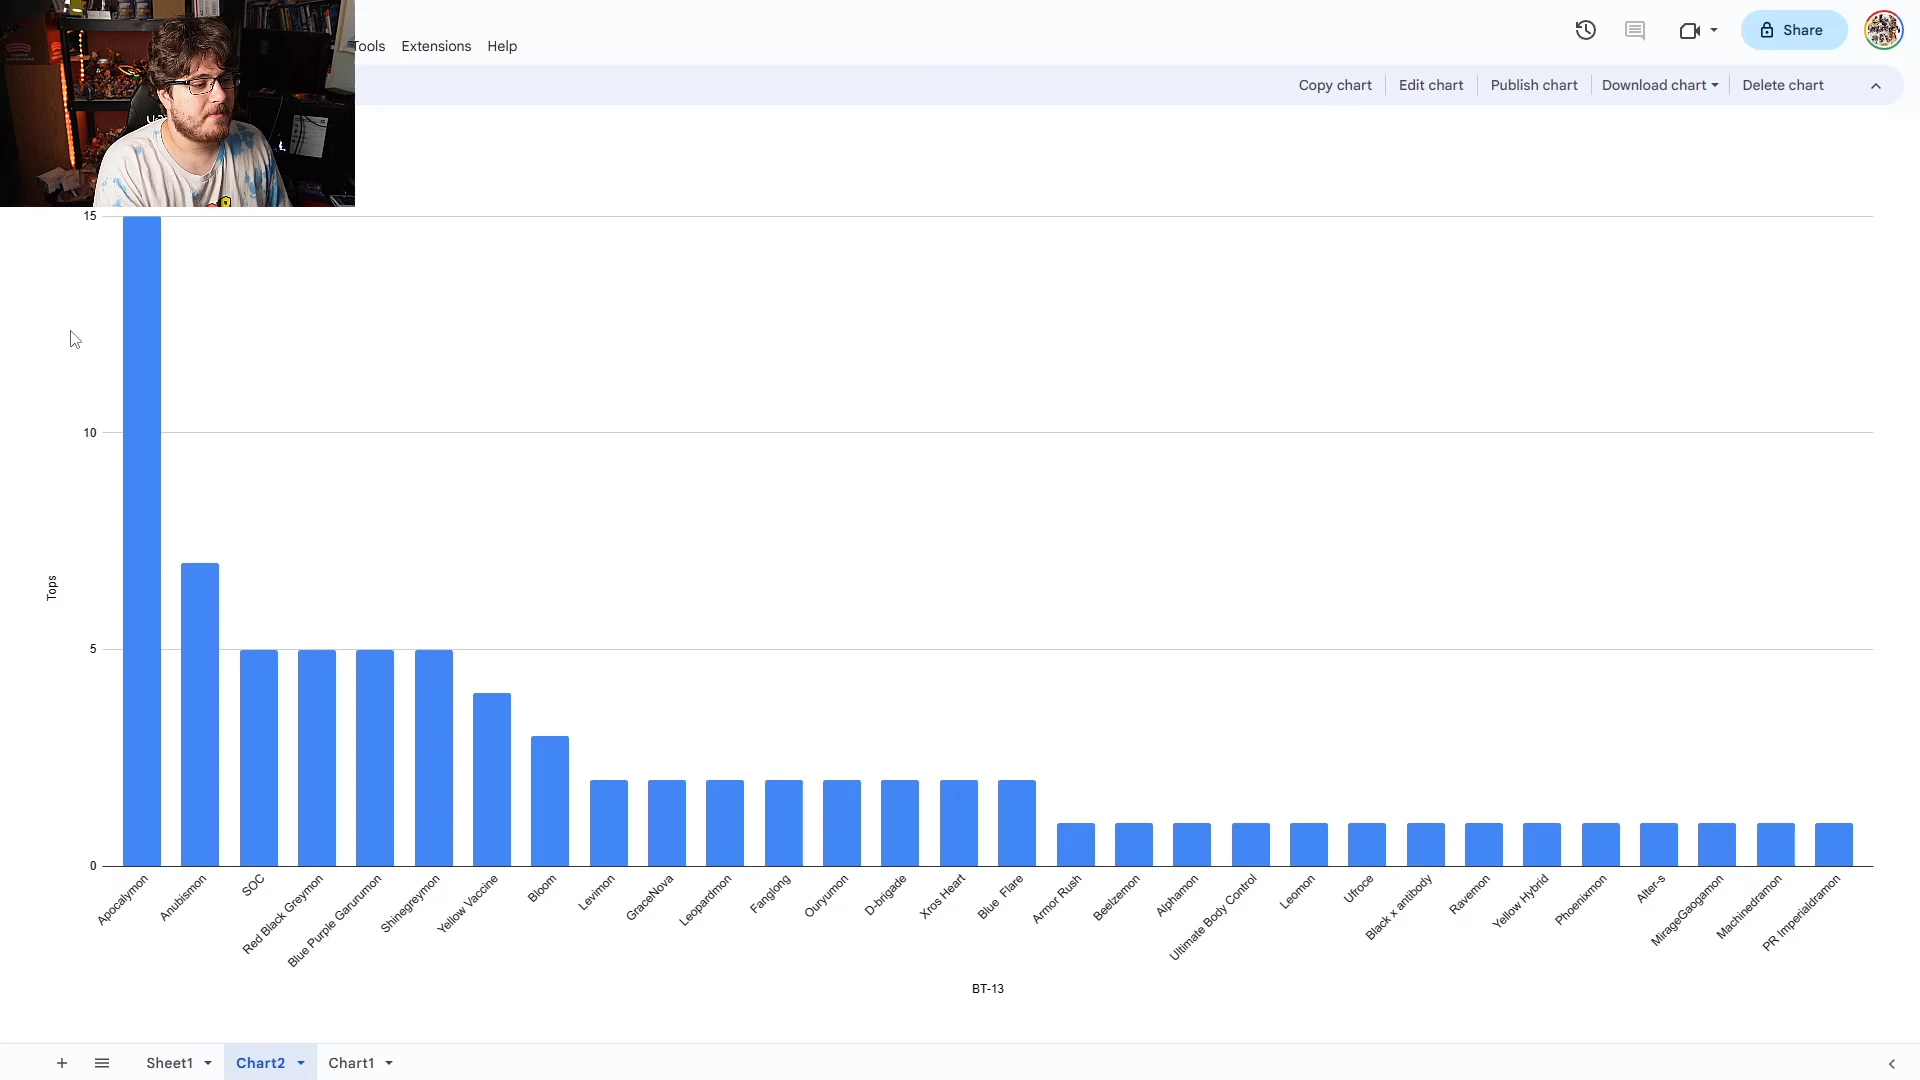 Tools Extensions Help
Share
Copy chart Edit chart Publish chart Download chart Delete chart
15
10
5
0
Tops
Apocalymon
Anubismon
SOC
Red Black Greymon
Blue Purple Garurumon
Shinegreymon
Yellow Vaccine
Bloom
Levimon
GraceNova
Leopardmon
Fanglong
Ouryumon
D-brigade
Xros Heart
Blue Flare
Armor Rush
Beelzemon
Alphamon
Ultimate Body Control
Leomon
Ufroce
Black x antibody
Ravemon
Yellow Hybrid
Phoenixmon
Alter-s
MirageGaogamon
Machinedramon
PR Imperialdramon
BT-13
Sheet1 Chart2 Chart1